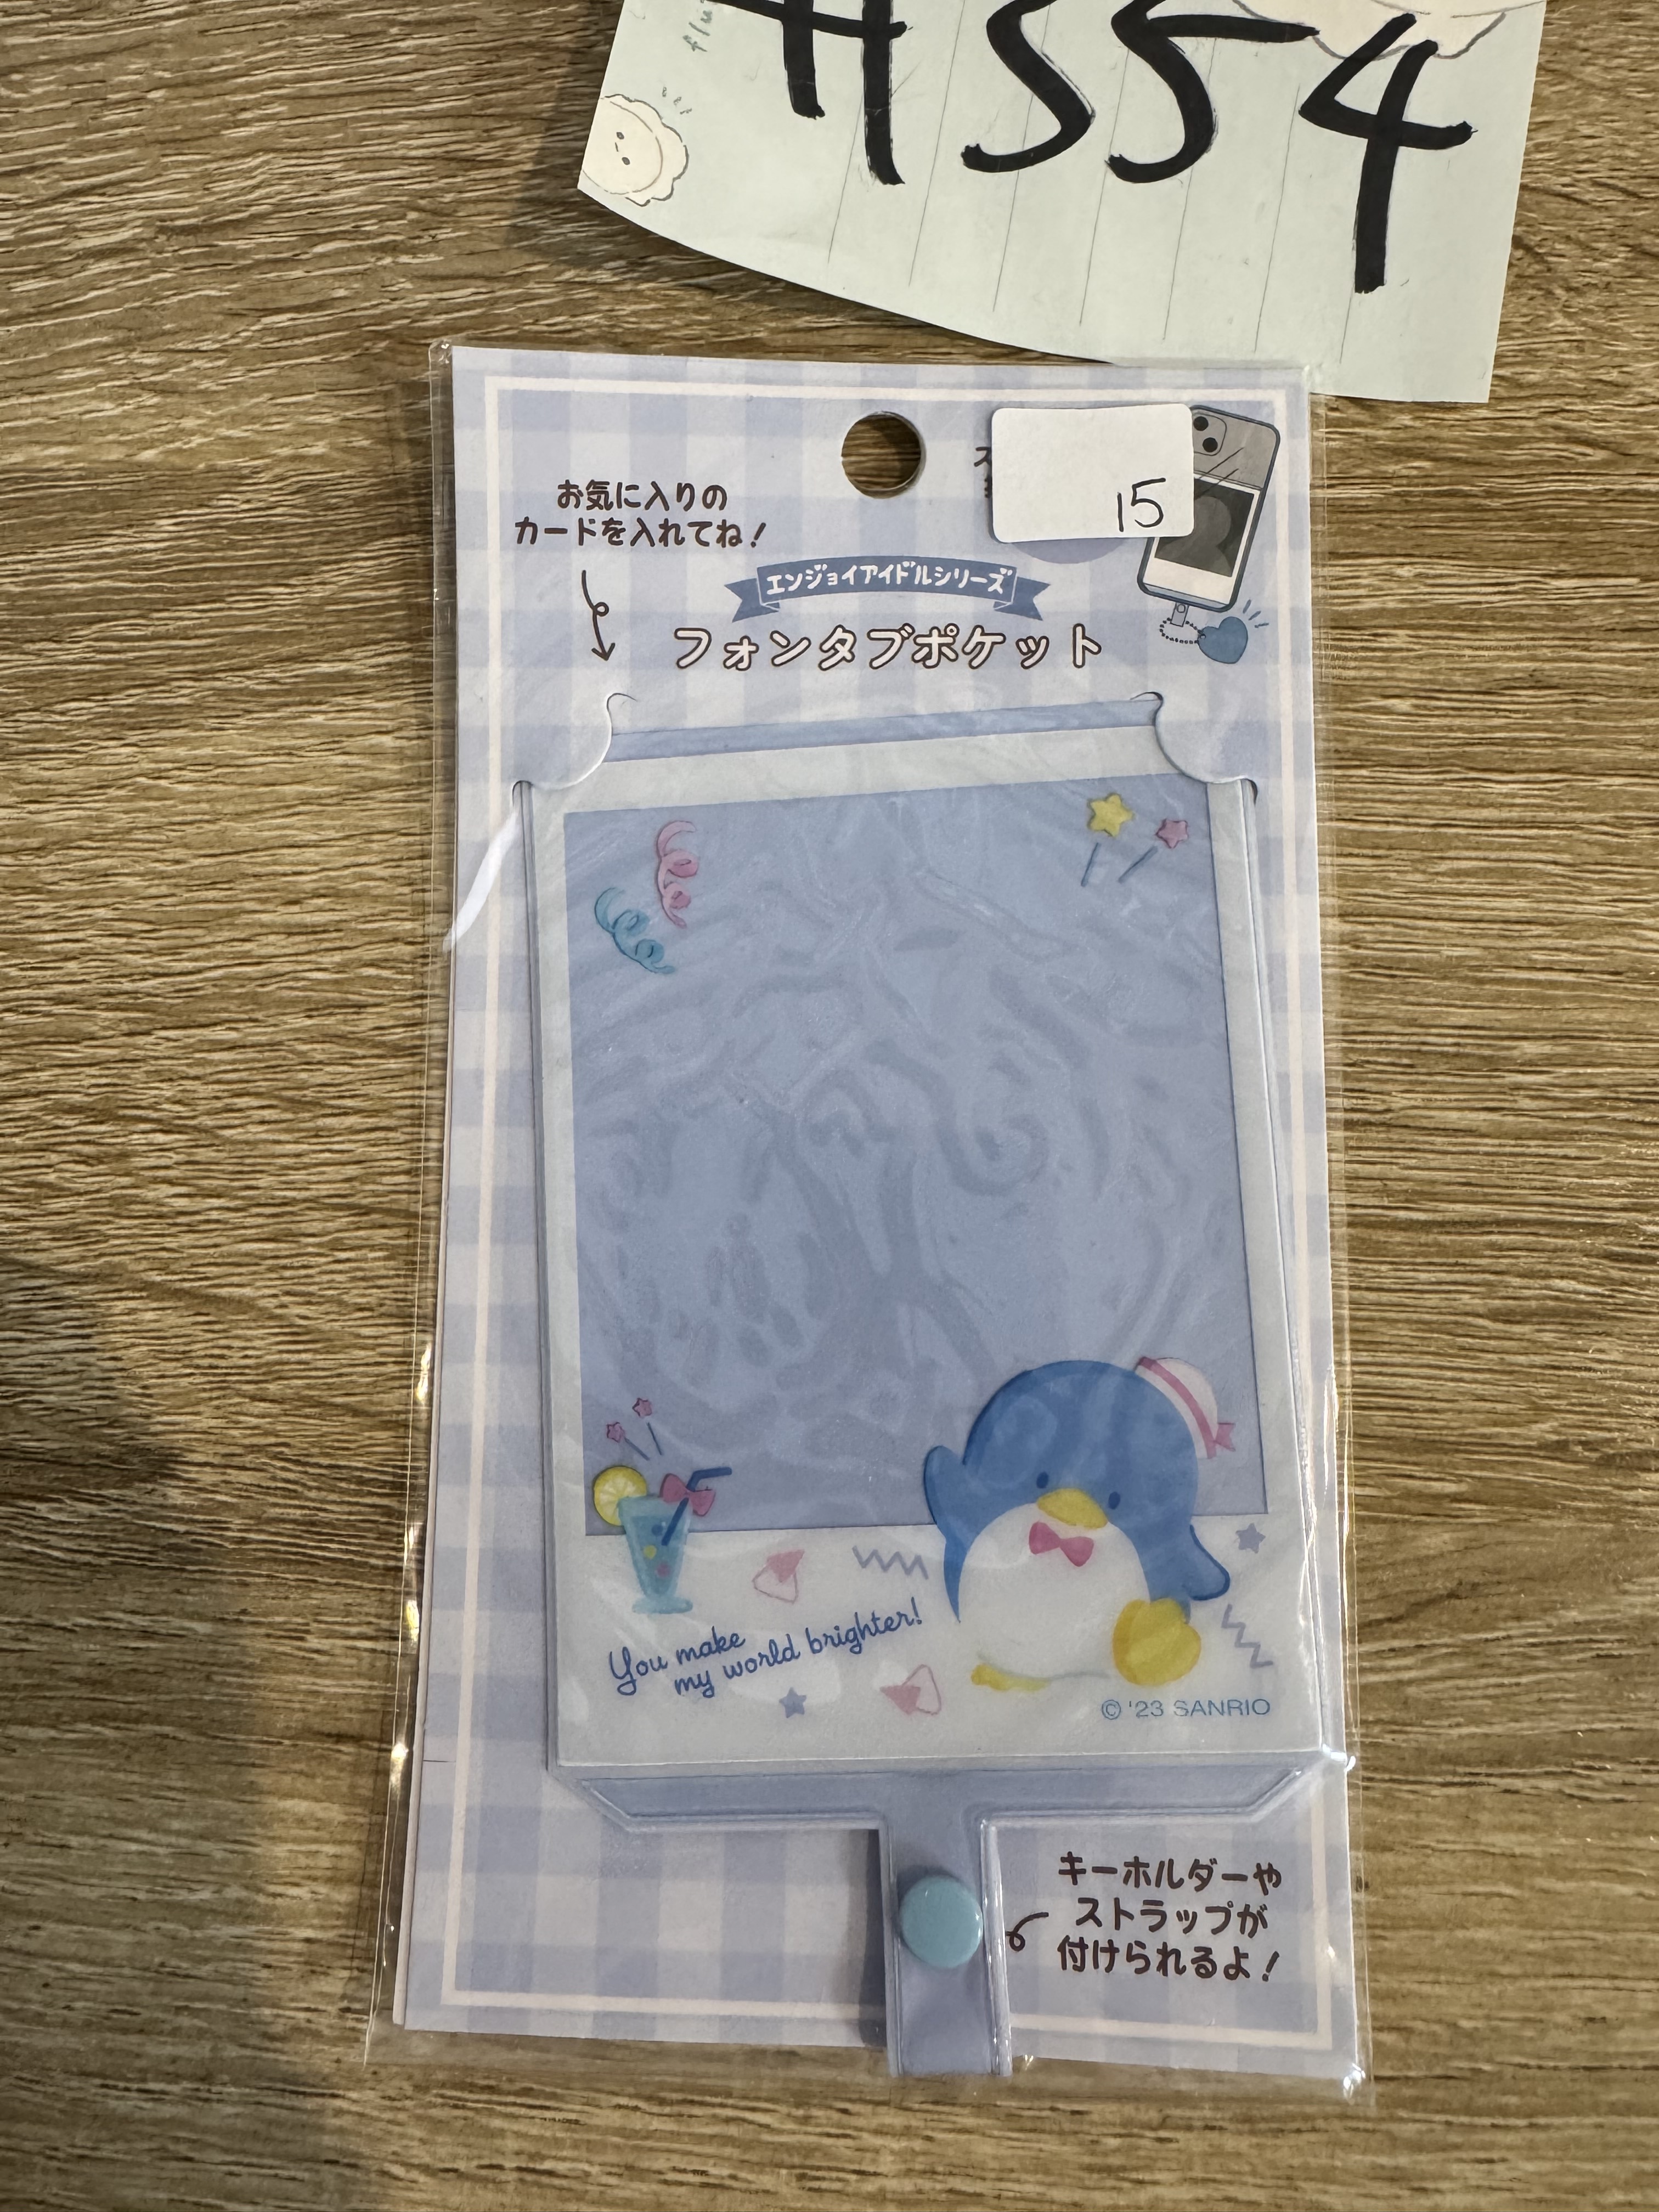 H554
15
お気に入りの
カードを入れてね!
エンジョイアイドルシリーズ
フォンタブポケット
You make
my world brighter!
© '23 SANRIO
キーホルダーや
ストラップが
付けられるよ!